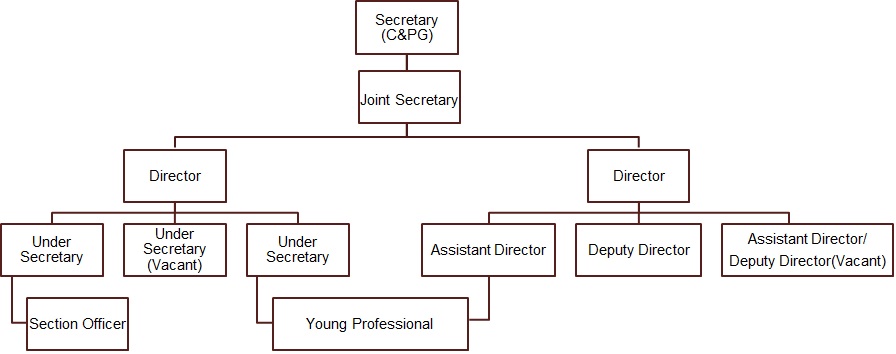 Secretary
(C&PG)
Joint Secretary
Director
Director
Under
Secretary
Under
Secretary
(Vacant)
Under
Secretary
Assistant Director
Deputy Director
Assistant Director/
Deputy Director(Vacant)
Section Officer
Young Professional